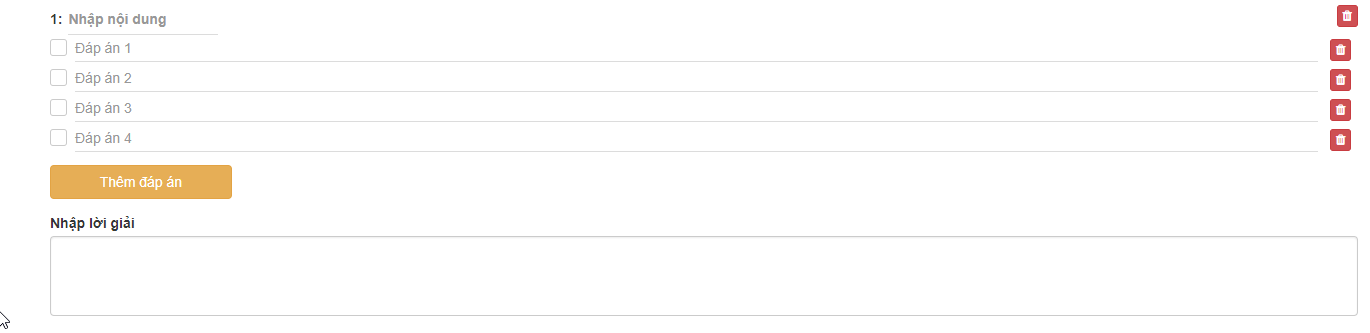 1: Nhập nội dung
Đáp án 1
Đáp án 2
Đáp án 3
Đáp án 4
Thêm đáp án
Nhập lời giải